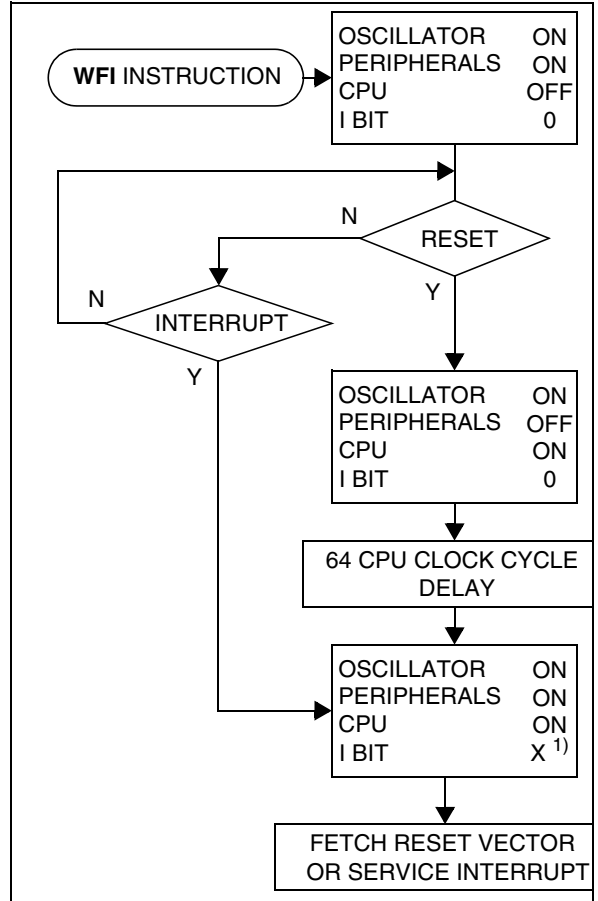 WFI INSTRUCTION
OSCILLATOR ON
PERIPHERALS ON
CPU OFF
I BIT 0
N
RESET
Y
N
INTERRUPT
Y
OSCILLATOR ON
PERIPHERALS OFF
CPU ON
I BIT 0
64 CPU CLOCK CYCLE
DELAY
OSCILLATOR ON
PERIPHERALS ON
CPU ON
I BIT X 1)
FETCH RESET VECTOR
OR SERVICE INTERRUPT